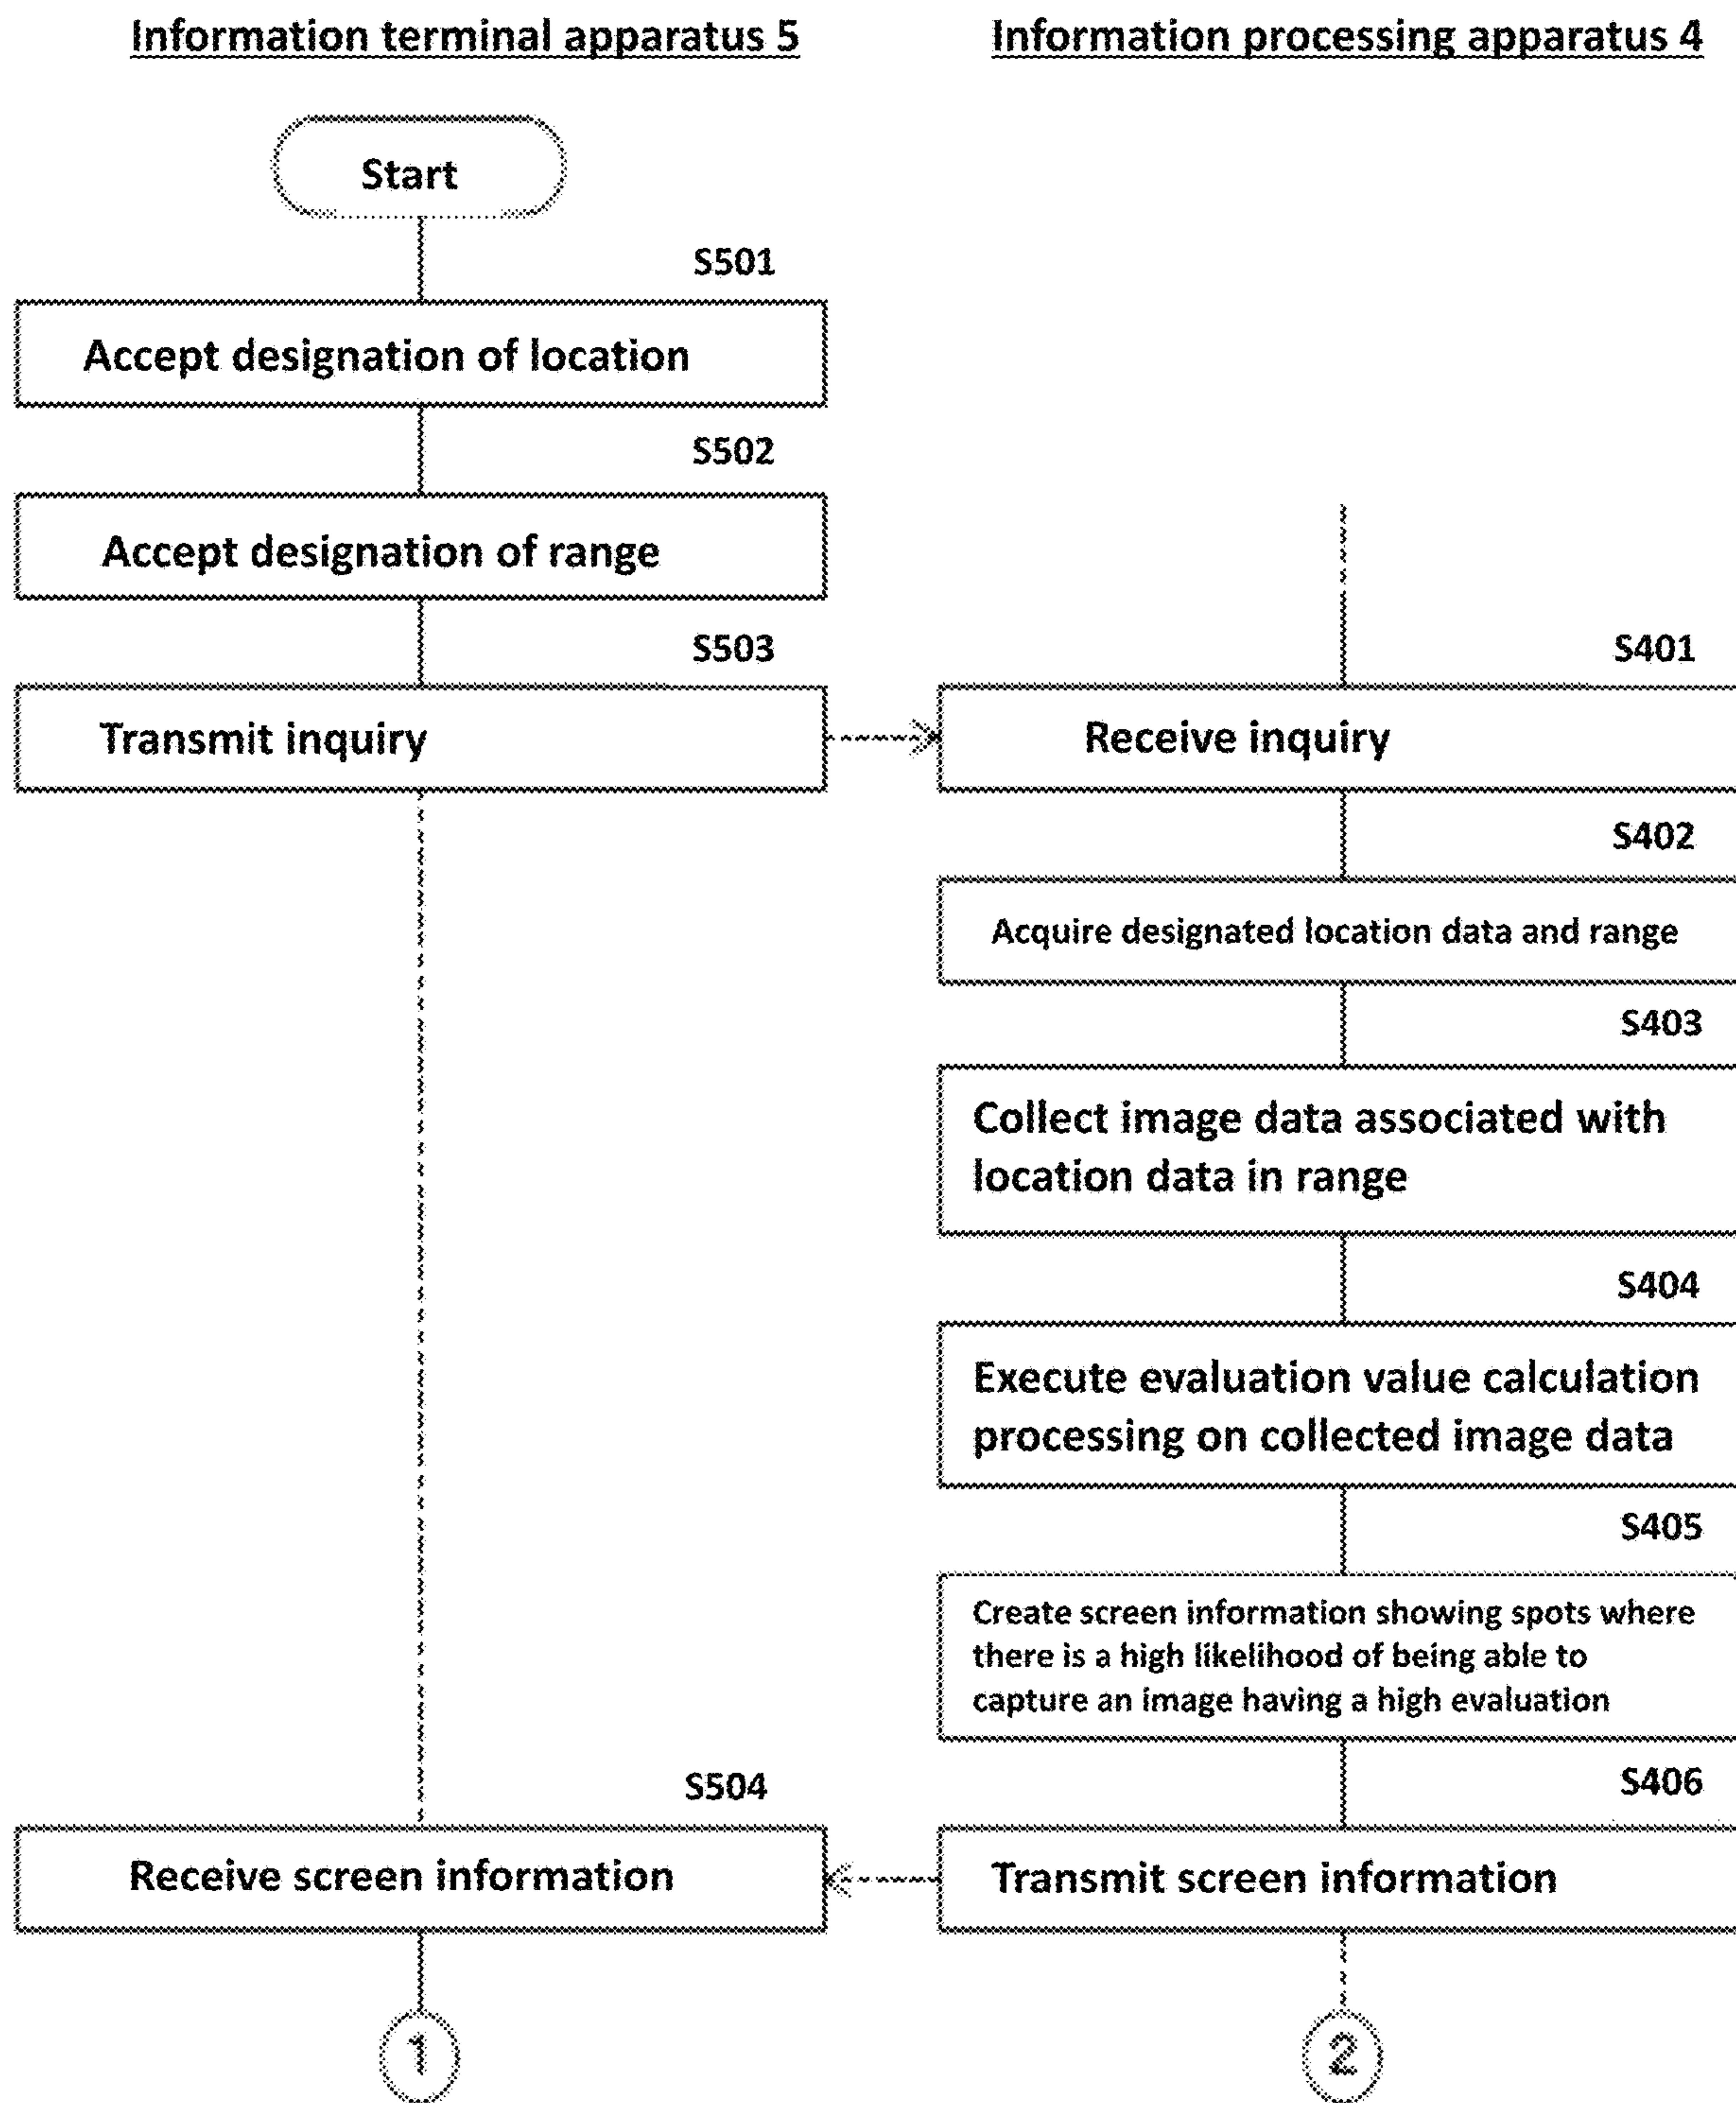 Information terminal apparatus 5
Information processing apparatus 4
Start
S501
Accept designation of location
S502
Accept designation of range
S503
Transmit inquiry
S401
Receive inquiry
S402
Acquire designated location data and range
S403
Collect image data associated with
location data in range
S404
Execute evaluation value calculation
processing on collected image data
S405
Create screen information showing spots where
there is a high likelihood of being able to
capture an image having a high evaluation
S406
Transmit screen information
S504
Receive screen information
1
2